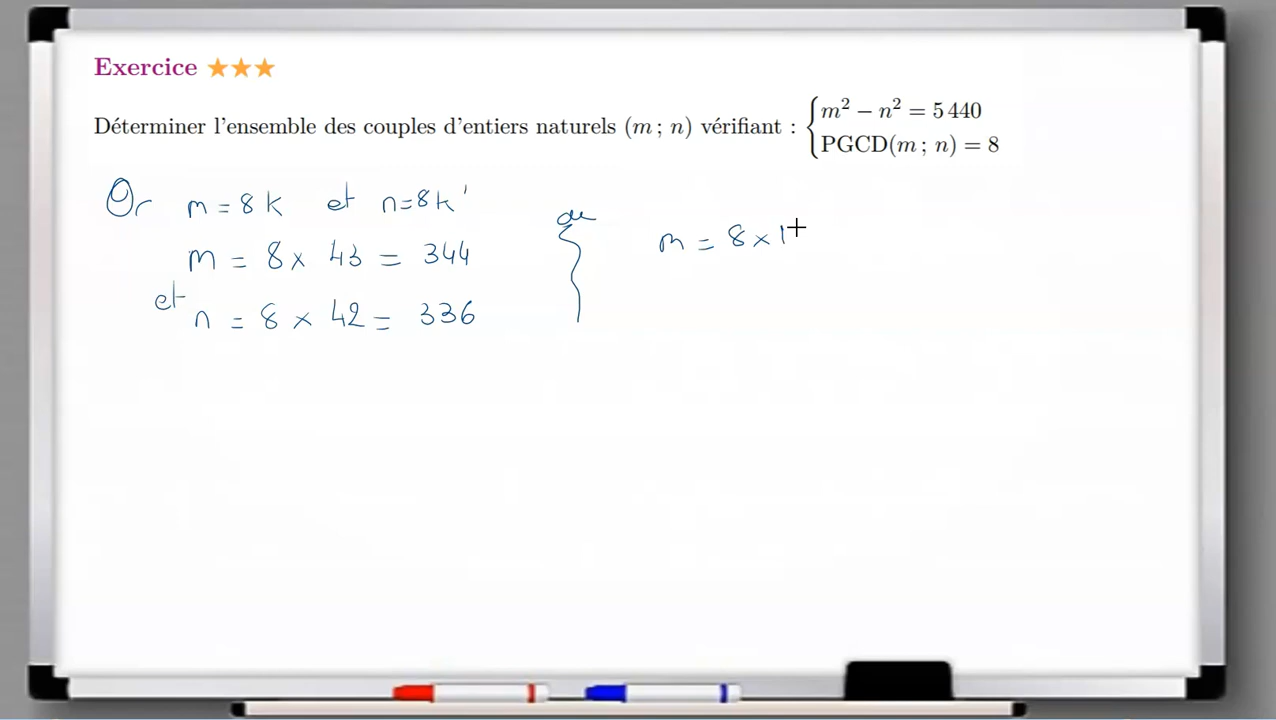 Exercice ★★★
Déterminer l'ensemble des couples d'entiers naturels (m ; n) vérifiant : { m² − n² = 5 440
PGCD(m ; n) = 8
Or m = 8k et n = 8k'
m = 8 × 43 = 344
et n = 8 × 42 = 336
ou
m = 8 × 1